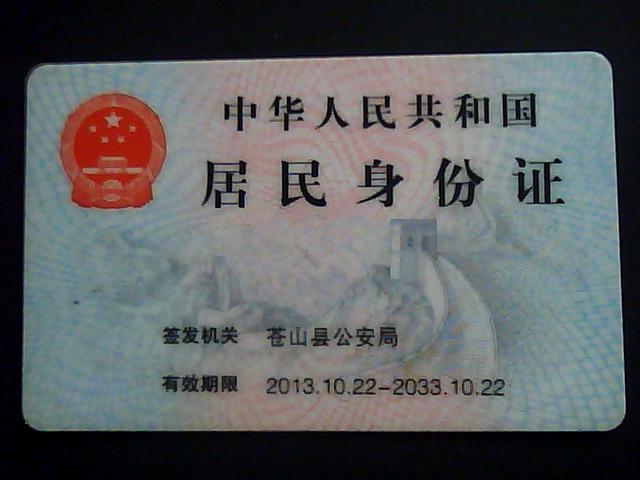 中华人民共和国
居民身份证
签发机关 苍山县公安局
有效期限 2013.10.22-2033.10.22